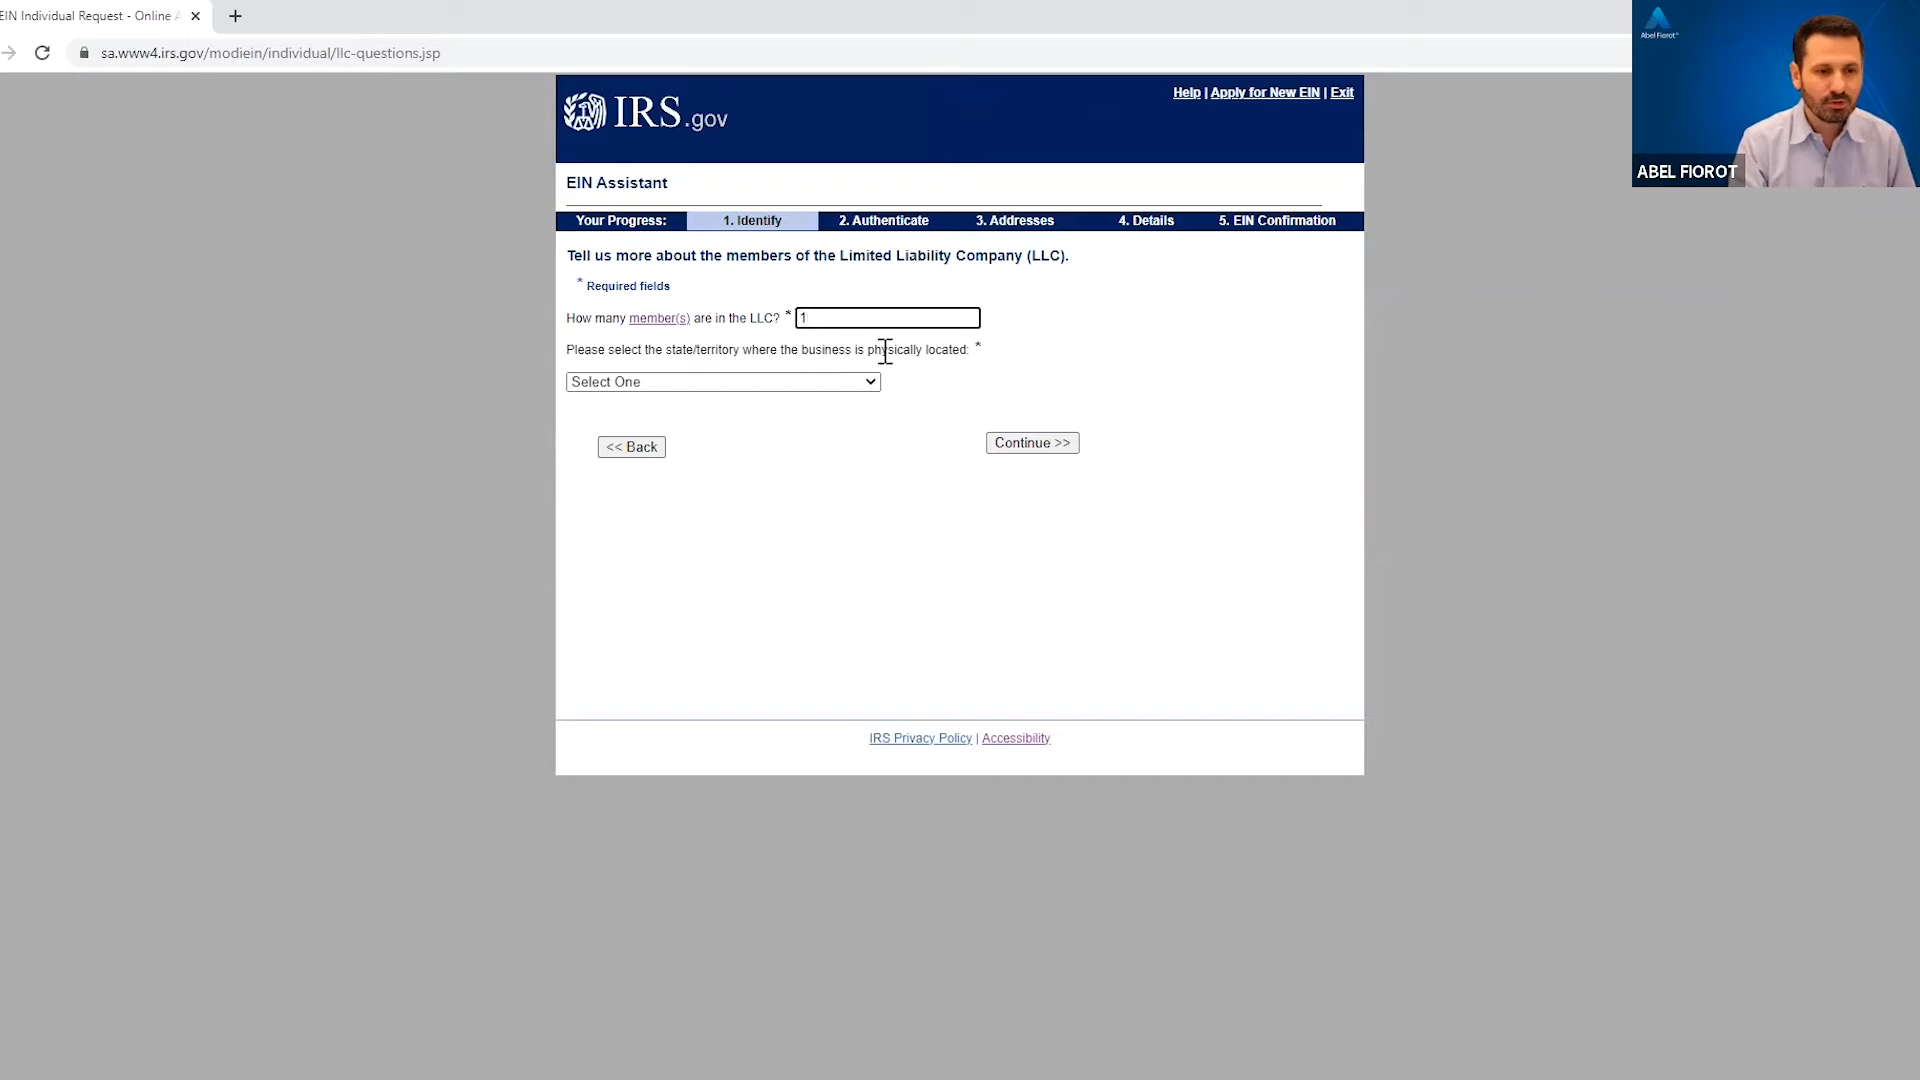 EIN Individual Request - Online
sa.www4.irs.gov/modiein/individual/llc-questions.jsp
Abel Fiorot
ABEL FIOROT
IRS.gov
Help | Apply for New EIN | Exit
EIN Assistant
Your Progress: 1. Identify 2. Authenticate 3. Addresses 4. Details 5. EIN Confirmation
Tell us more about the members of the Limited Liability Company (LLC).
* Required fields
How many member(s) are in the LLC? * 1
Please select the state/territory where the business is physically located: *
Select One
<< Back Continue >>
IRS Privacy Policy | Accessibility